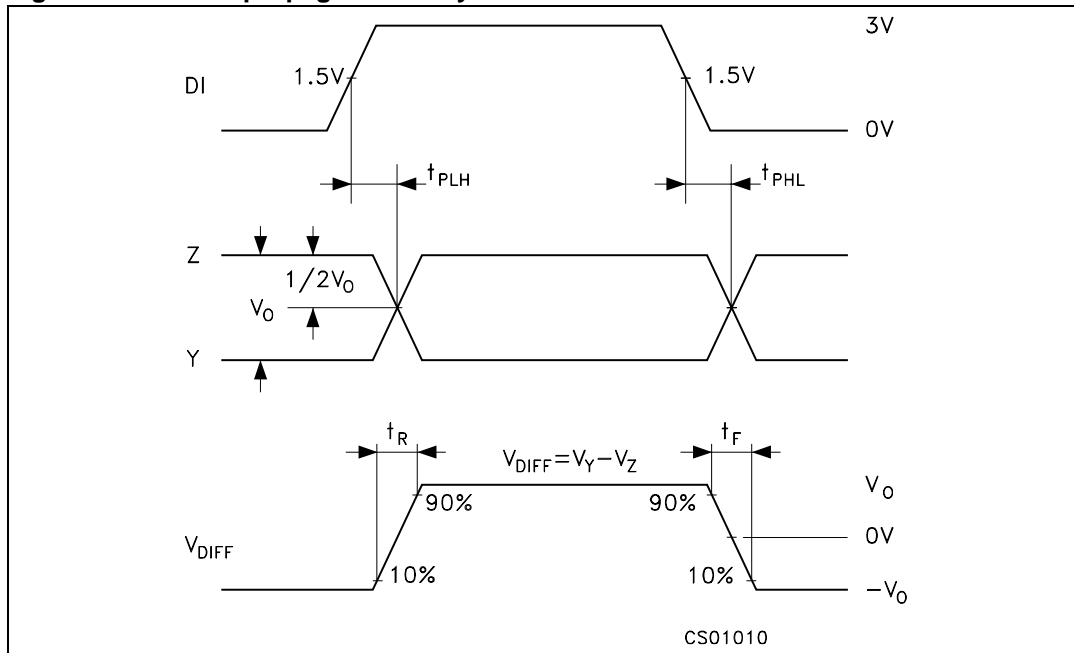 3V
DI
1.5V
1.5V
0V
tPLH
tPHL
Z
1/2VO
VO
Y
tR
tF
VDIFF=VY-VZ
VO
90%
90%
0V
VDIFF
10%
10%
-VO
CS01010